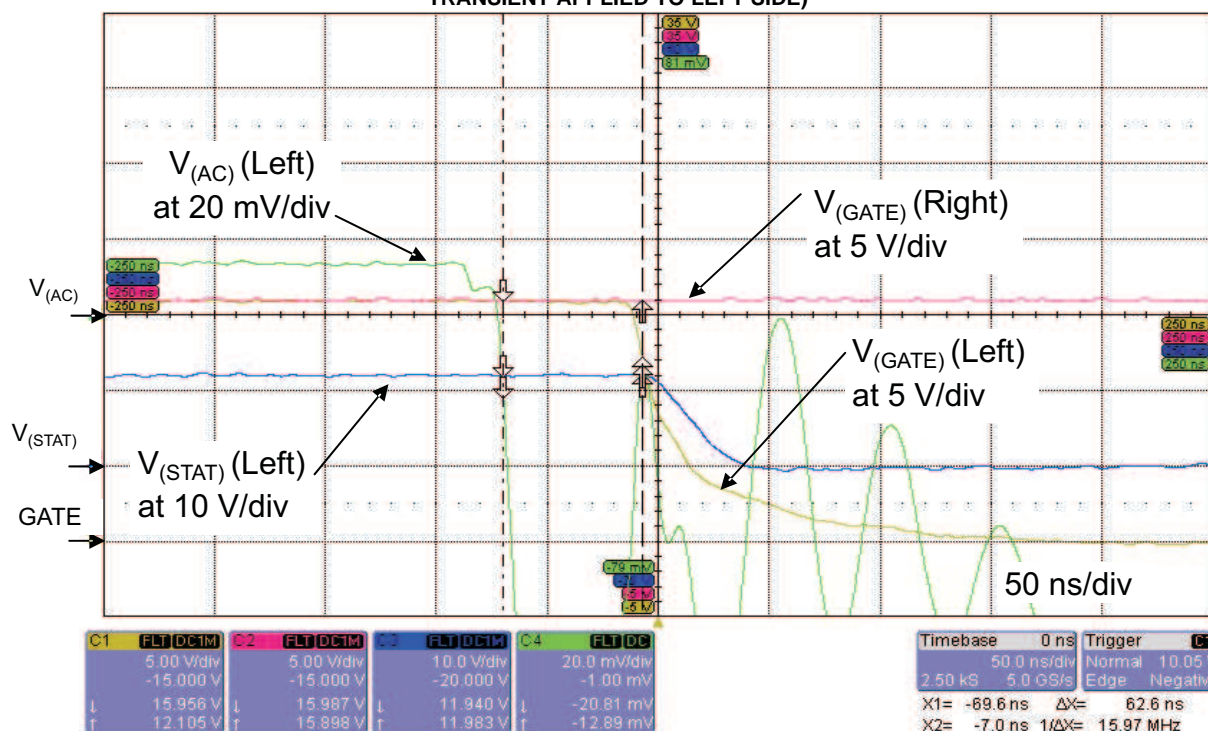 TRANSIENT APPLIED TO LEFT SIDE)
35 V
35 V
81 mV
V(AC) (Left)
at 20 mV/div
V(GATE) (Right)
at 5 V/div
-250 ns
-250 ns
-250 ns
-250 ns
V(AC)
250 ns
250 ns
250 ns
250 ns
V(GATE) (Left)
at 5 V/div
V(STAT)
V(STAT) (Left)
at 10 V/div
GATE
-79 mV
-5 V
-5 V
50 ns/div
C1 FLT DC1M
5.00 V/div
-15.000 V
↓ 15.956 V
↑ 12.105 V
C2 FLT DC1M
5.00 V/div
-15.000 V
↓ 15.987 V
↑ 15.898 V
C3 FLT DC1M
10.0 V/div
-20.000 V
↓ 11.940 V
↑ 11.983 V
C4 FLT DC
20.0 mV/div
-1.00 mV
↓ -20.81 mV
↑ -12.89 mV
Timebase 0 ns
50.0 ns/div
2.50 kS 5.0 GS/s
Trigger C1
Normal 10.05
Edge Negativ
X1= -69.6 ns ΔX= 62.6 ns
X2= -7.0 ns 1/ΔX= 15.97 MHz